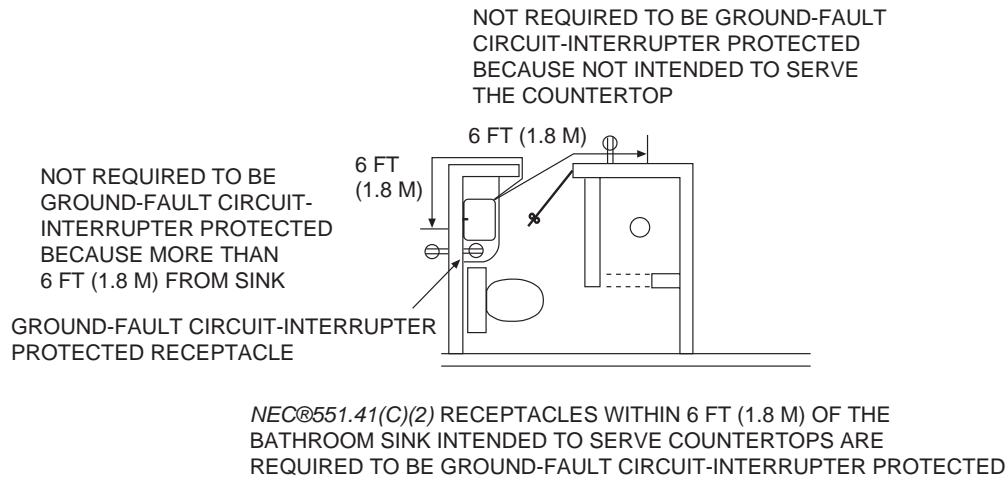 NOT REQUIRED TO BE GROUND-FAULT
CIRCUIT-INTERRUPTER PROTECTED
BECAUSE NOT INTENDED TO SERVE
THE COUNTERTOP
6 FT (1.8 M)
6 FT
(1.8 M)
NOT REQUIRED TO BE
GROUND-FAULT CIRCUIT-
INTERRUPTER PROTECTED
BECAUSE MORE THAN
6 FT (1.8 M) FROM SINK
GROUND-FAULT CIRCUIT-INTERRUPTER
PROTECTED RECEPTACLE
NEC®551.41(C)(2) RECEPTACLES WITHIN 6 FT (1.8 M) OF THE
BATHROOM SINK INTENDED TO SERVE COUNTERTOPS ARE
REQUIRED TO BE GROUND-FAULT CIRCUIT-INTERRUPTER PROTECTED